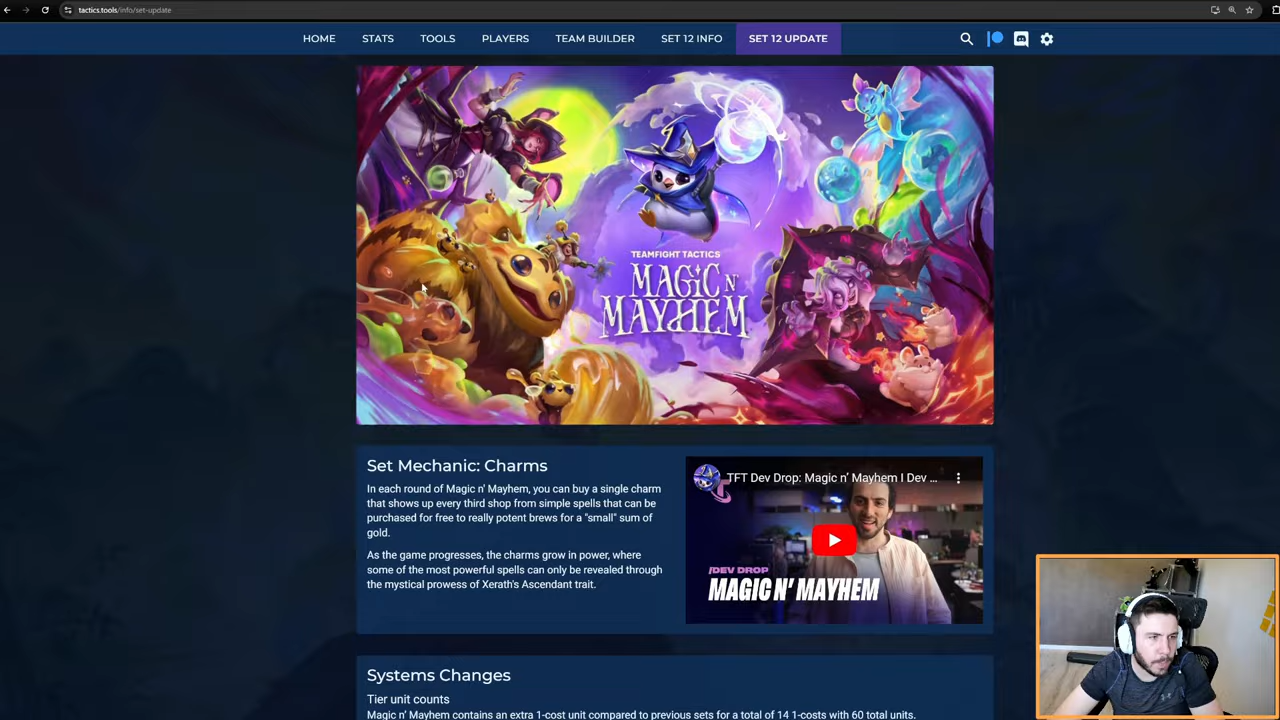 tactics.tools/info/set-update
HOME
STATS
TOOLS
PLAYERS
TEAM BUILDER
SET 12 INFO
SET 12 UPDATE
TEAMFIGHT TACTICS
MAGIC N'
MAYHEM
Set Mechanic: Charms
In each round of Magic n' Mayhem, you can buy a single charm
that shows up every third shop from simple spells that can be
purchased for free to really potent brews for a "small" sum of
gold.
As the game progresses, the charms grow in power, where
some of the most powerful spells can only be revealed through
the mystical prowess of Xerath's Ascendant trait.
TFT Dev Drop: Magic n' Mayhem I Dev ...
/DEV DROP
MAGIC N' MAYHEM
Systems Changes
Tier unit counts
Magic n' Mayhem contains an extra 1-cost unit compared to previous sets for a total of 14 1-costs with 60 total units.